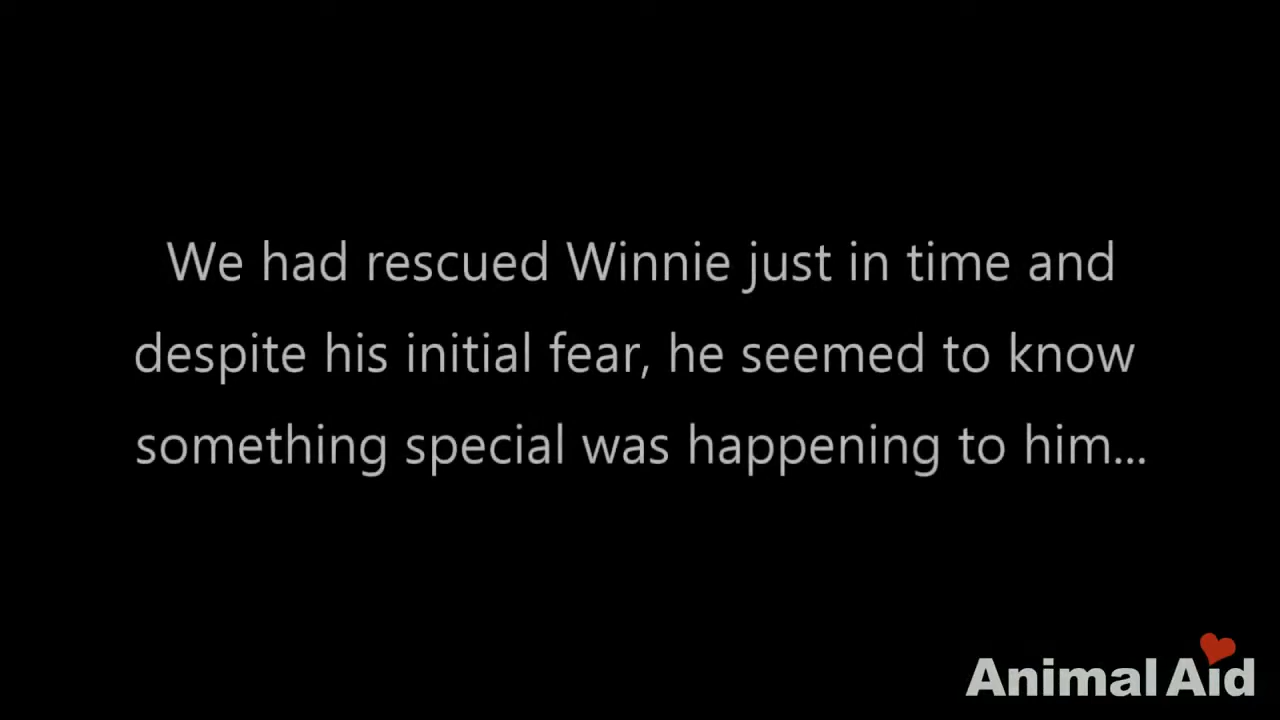 We had rescued Winnie just in time and
despite his initial fear, he seemed to know
something special was happening to him...
Animal Aid